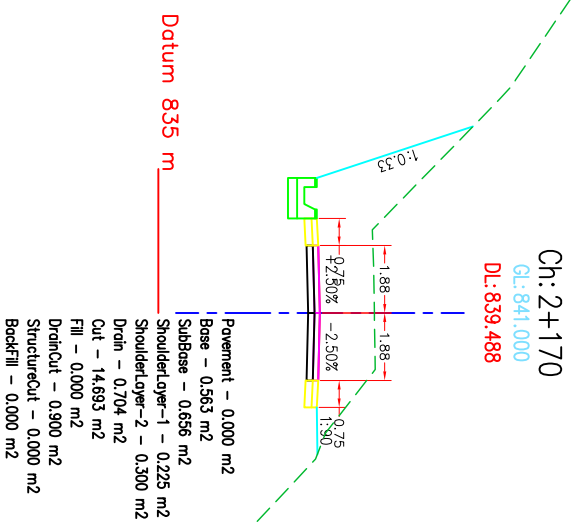 Ch: 2+170
GL: 841.000
DL: 839.488
1:0.33
1.88
1.88
0.75
+2.50%
-2.50%
0.75
1:90
Datum 835 m
Pavement - 0.000 m2
Base - 0.563 m2
SubBase - 0.656 m2
ShoulderLayer-1 - 0.225 m2
ShoulderLayer-2 - 0.300 m2
Drain - 0.704 m2
Cut - 14.693 m2
Fill - 0.000 m2
DrainCut - 0.900 m2
StructureCut - 0.000 m2
BackFill - 0.000 m2